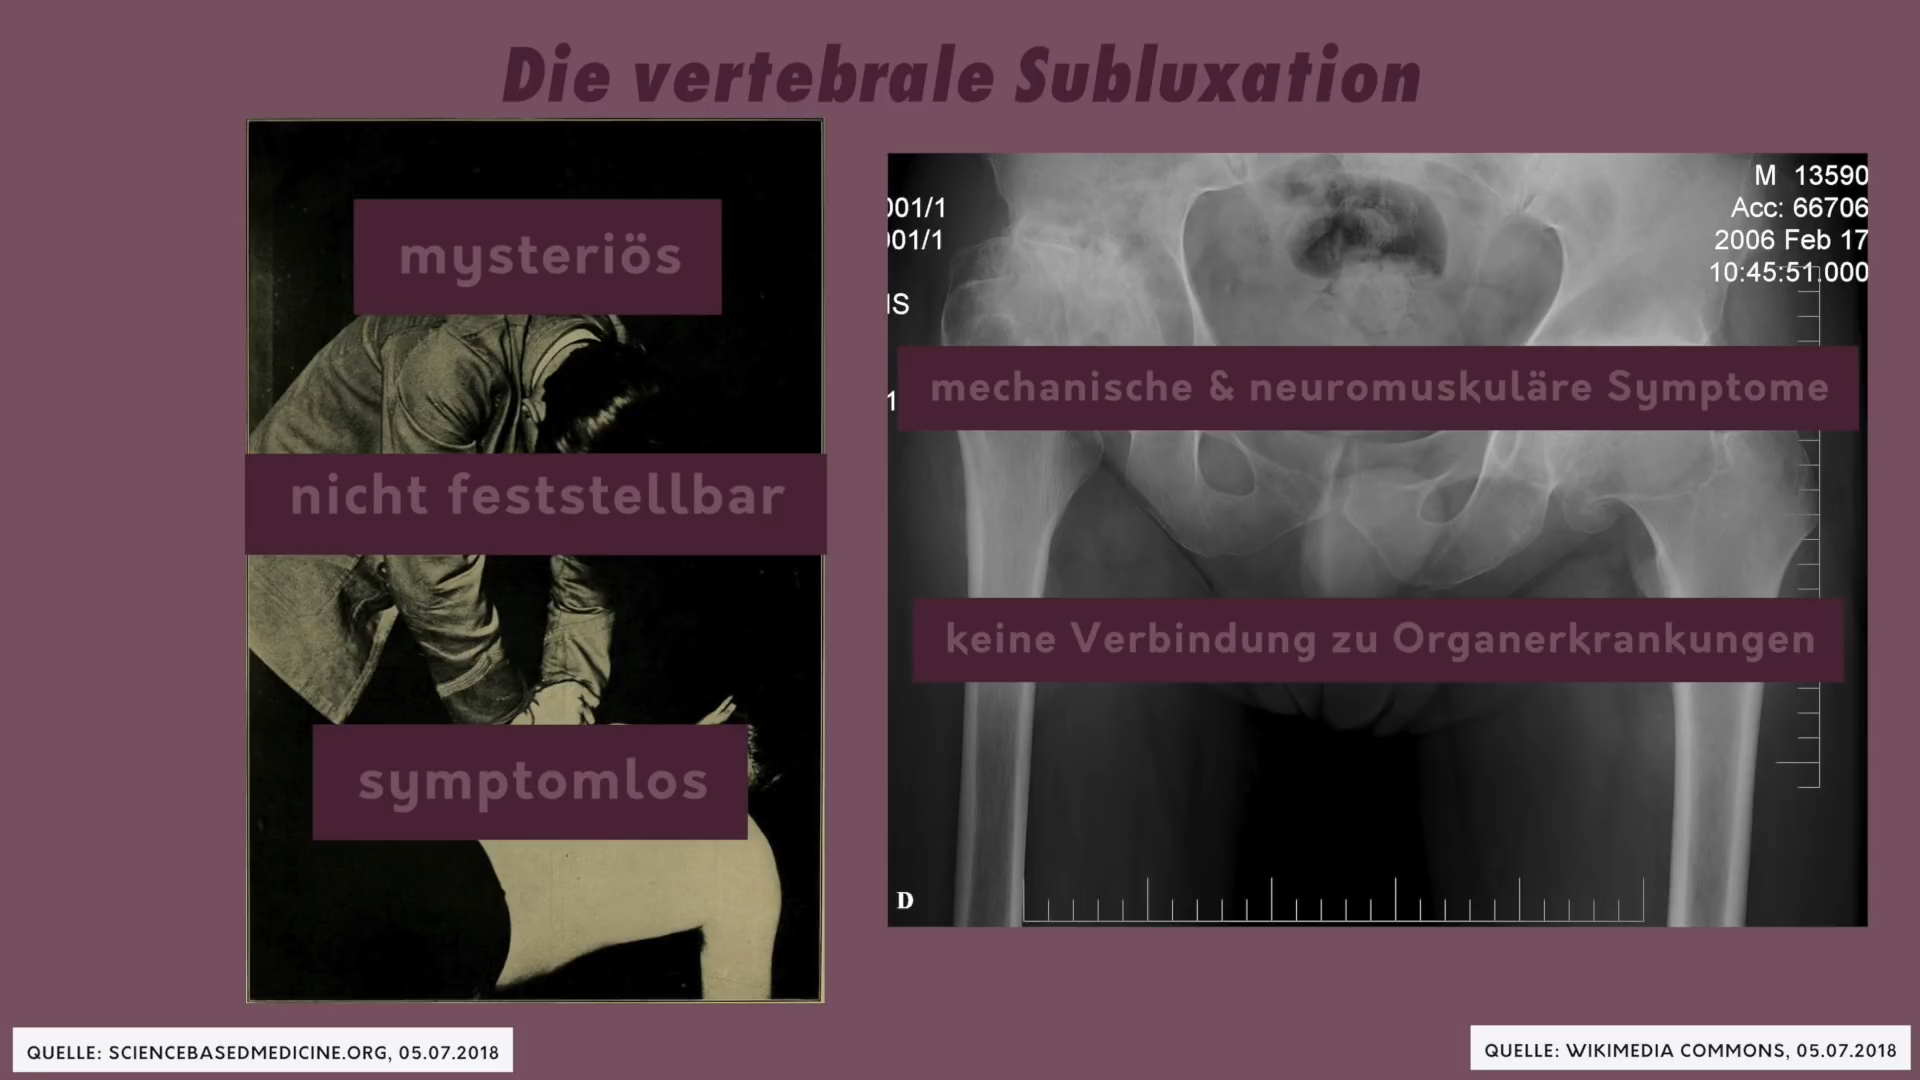 Die vertebrale Subluxation
mysteriös
nicht feststellbar
symptomlos
001/1
001/1
IS
1
M 13590
Acc: 66706
2006 Feb 17
10:45:51.000
mechanische & neuromuskuläre Symptome
keine Verbindung zu Organerkrankungen
D
QUELLE: SCIENCEBASEDMEDICINE.ORG, 05.07.2018
QUELLE: WIKIMEDIA COMMONS, 05.07.2018